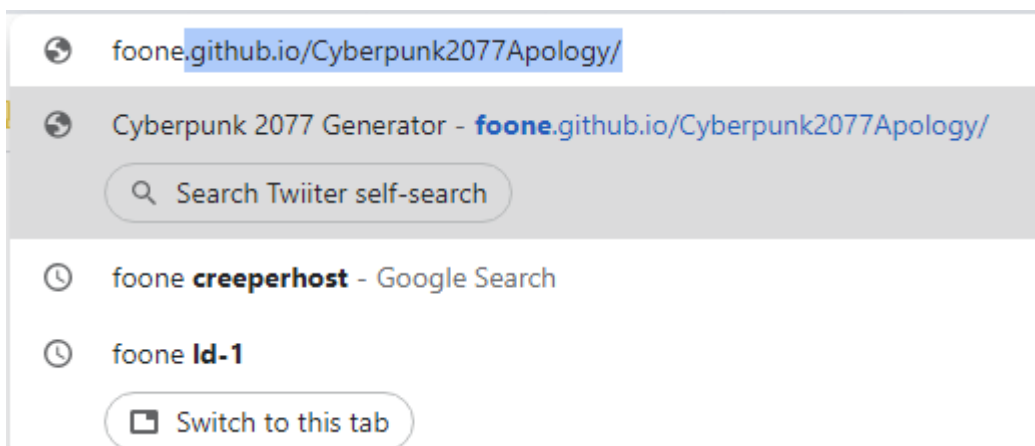 foone.github.io/Cyberpunk2077Apology/
Cyberpunk 2077 Generator - foone.github.io/Cyberpunk2077Apology/
Search Twiiter self-search
foone creeperhost - Google Search
foone ld-1
Switch to this tab